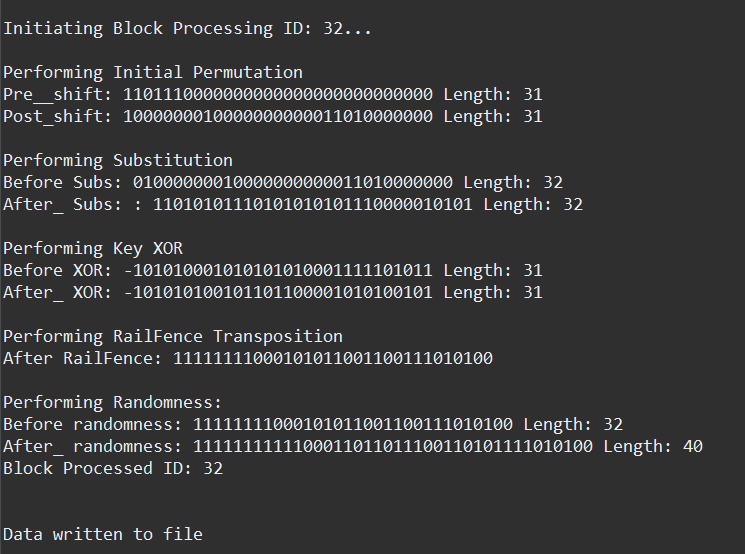 Initiating Block Processing ID: 32...
Performing Initial Permutation
Pre__shift: 1101110000000000000000000000000 Length: 31
Post_shift: 1000000010000000000011010000000 Length: 31
Performing Substitution
Before Subs: 01000000010000000000011010000000 Length: 32
After_ Subs: : 11010101110101010101110000010101 Length: 32
Performing Key XOR
Before XOR: -101010001010101010001111101011 Length: 31
After_ XOR: -101010100101101100001010100101 Length: 31
Performing RailFence Transposition
After RailFence: 11111111000101011001100111010100
Performing Randomness:
Before randomness: 11111111000101011001100111010100 Length: 32
After_ randomness: 1111111111100011011011100110101111010100 Length: 40
Block Processed ID: 32
Data written to file